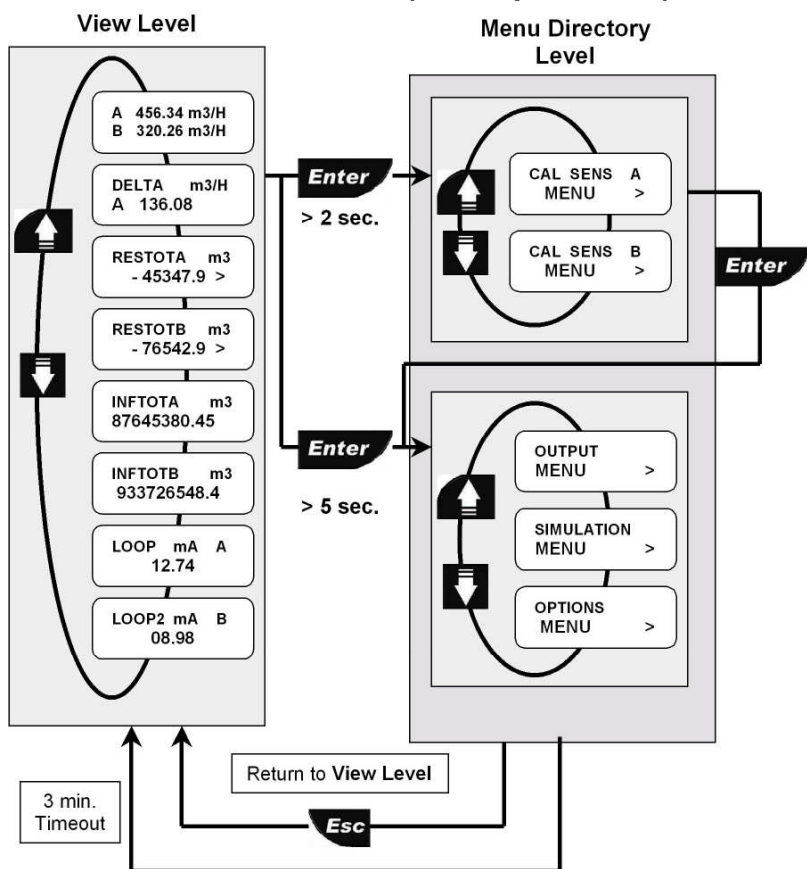 View Level
A 456.34 m3/H
B 320.26 m3/H
DELTA m3/H
A 136.08
RESTOTA m3
- 45347.9 >
RESTOTB m3
- 76542.9 >
INFTOTA m3
87645380.45
INFTOTB m3
933726548.4
LOOP mA A
12.74
LOOP2 mA B
08.98
Enter
> 2 sec.
Enter
> 5 sec.
Menu Directory
Level
CAL SENS A
MENU >
CAL SENS B
MENU >
Enter
OUTPUT
MENU >
SIMULATION
MENU >
OPTIONS
MENU >
Return to View Level
3 min.
Timeout
Esc